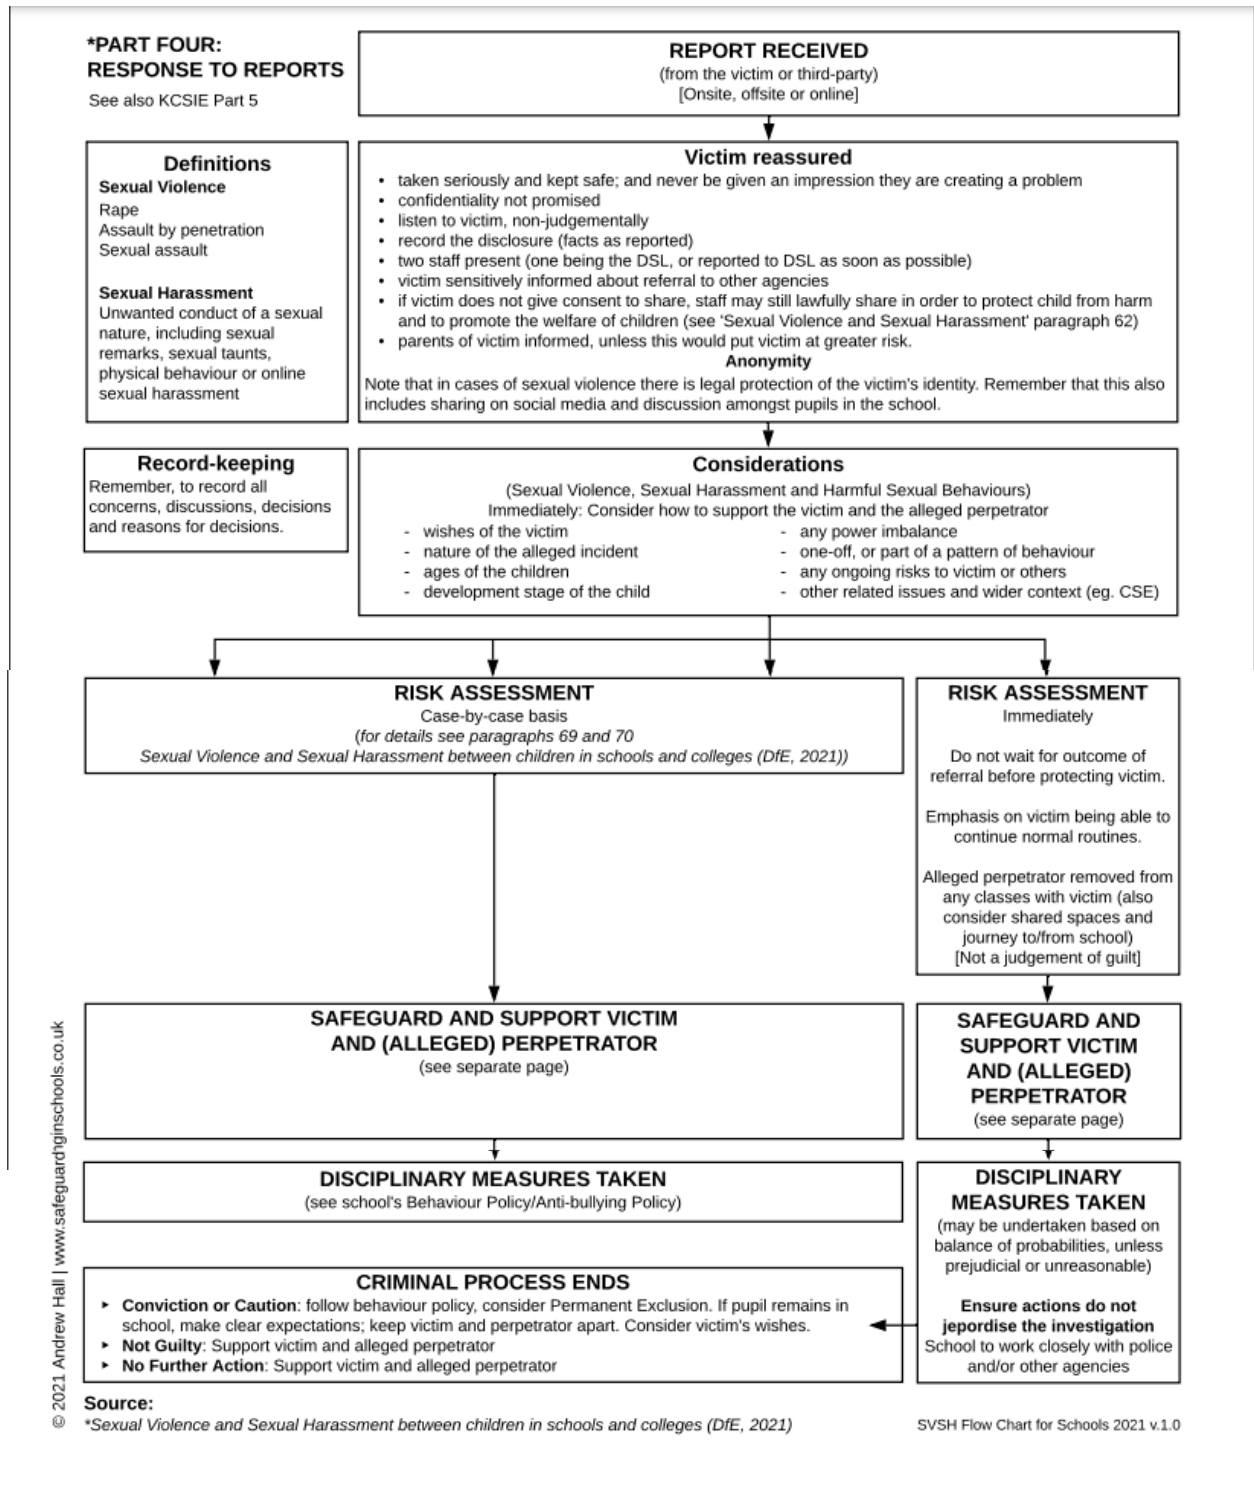 *PART FOUR:
RESPONSE TO REPORTS
See also KCSIE Part 5
REPORT RECEIVED
(from the victim or third-party)
[Onsite, offsite or online]
Definitions
Sexual Violence
Rape
Assault by penetration
Sexual assault
Sexual Harassment
Unwanted conduct of a sexual
nature, including sexual
remarks, sexual taunts,
physical behaviour or online
sexual harassment
Victim reassured
• taken seriously and kept safe; and never be given an impression they are creating a problem
• confidentiality not promised
• listen to victim, non-judgementally
• record the disclosure (facts as reported)
• two staff present (one being the DSL, or reported to DSL as soon as possible)
• victim sensitively informed about referral to other agencies
• if victim does not give consent to share, staff may still lawfully share in order to protect child from harm
and to promote the welfare of children (see 'Sexual Violence and Sexual Harassment' paragraph 62)
• parents of victim informed, unless this would put victim at greater risk.
Anonymity
Note that in cases of sexual violence there is legal protection of the victim's identity. Remember that this also
includes sharing on social media and discussion amongst pupils in the school.
Record-keeping
Remember, to record all
concerns, discussions, decisions
and reasons for decisions.
Considerations
(Sexual Violence, Sexual Harassment and Harmful Sexual Behaviours)
Immediately: Consider how to support the victim and the alleged perpetrator
- wishes of the victim
- nature of the alleged incident
- ages of the children
- development stage of the child
- any power imbalance
- one-off, or part of a pattern of behaviour
- any ongoing risks to victim or others
- other related issues and wider context (eg. CSE)
RISK ASSESSMENT
Case-by-case basis
(for details see paragraphs 69 and 70
Sexual Violence and Sexual Harassment between children in schools and colleges (DfE, 2021))
RISK ASSESSMENT
Immediately
Do not wait for outcome of
referral before protecting victim.
Emphasis on victim being able to
continue normal routines.
Alleged perpetrator removed from
any classes with victim (also
consider shared spaces and
journey to/from school)
[Not a judgement of guilt]
SAFEGUARD AND SUPPORT VICTIM
AND (ALLEGED) PERPETRATOR
(see separate page)
SAFEGUARD AND
SUPPORT VICTIM
AND (ALLEGED)
PERPETRATOR
(see separate page)
DISCIPLINARY MEASURES TAKEN
(see school's Behaviour Policy/Anti-bullying Policy)
DISCIPLINARY
MEASURES TAKEN
(may be undertaken based on
balance of probabilities, unless
prejudicial or unreasonable)
Ensure actions do not
jepordise the investigation
School to work closely with police
and/or other agencies
CRIMINAL PROCESS ENDS
‣ Conviction or Caution: follow behaviour policy, consider Permanent Exclusion. If pupil remains in
school, make clear expectations; keep victim and perpetrator apart. Consider victim's wishes.
‣ Not Guilty: Support victim and alleged perpetrator
‣ No Further Action: Support victim and alleged perpetrator
© 2021 Andrew Hall | www.safeguardinginschools.co.uk
Source:
*Sexual Violence and Sexual Harassment between children in schools and colleges (DfE, 2021)
SVSH Flow Chart for Schools 2021 v.1.0